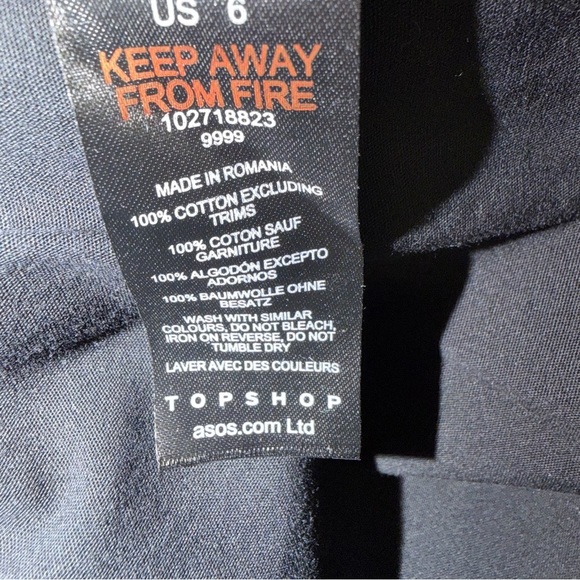 US 6
KEEP AWAY
FROM FIRE
102718823
9999
MADE IN ROMANIA
100% COTTON EXCLUDING
TRIMS
100% COTON SAUF
GARNITURE
100% ALGODÓN EXCEPTO
ADORNOS
100% BAUMWOLLE OHNE
BESATZ
WASH WITH SIMILAR
COLOURS, DO NOT BLEACH,
IRON ON REVERSE, DO NOT
TUMBLE DRY
LAVER AVEC DES COULEURS
TOPSHOP
asos.com Ltd